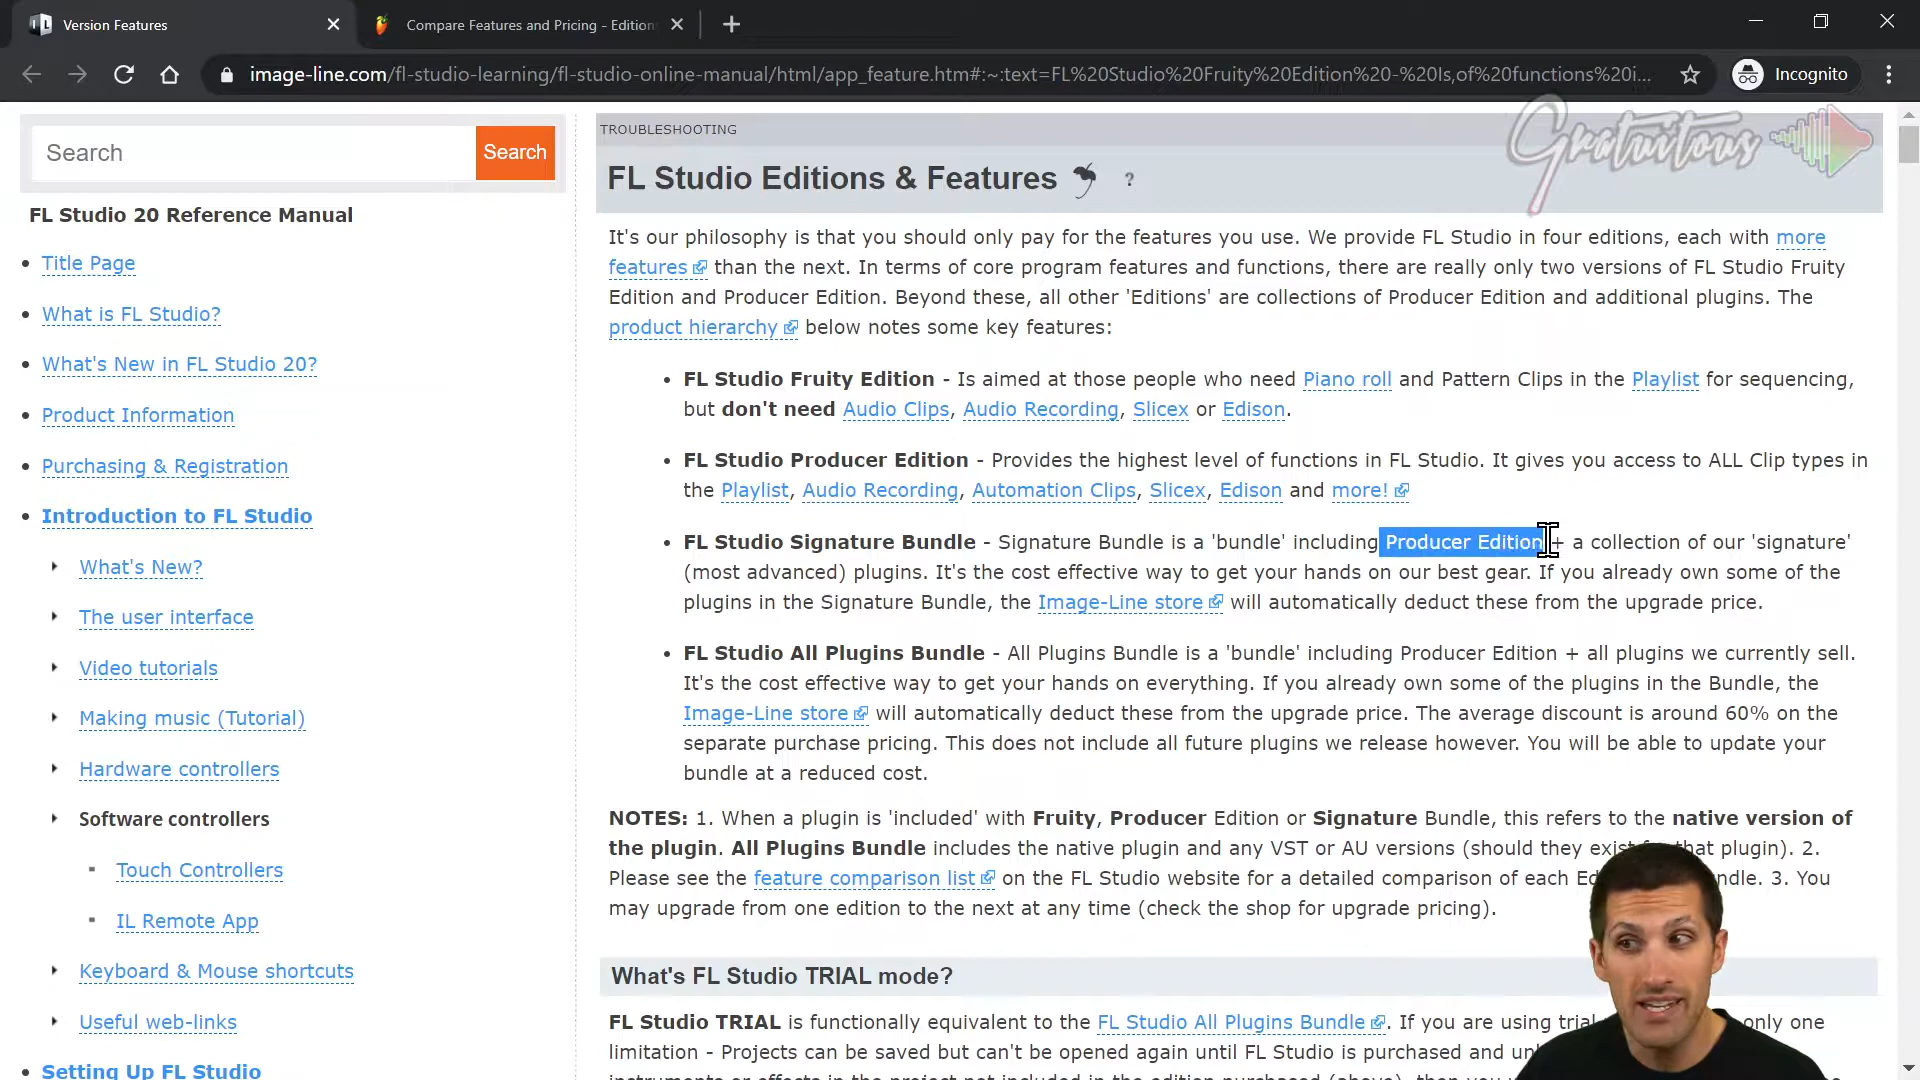 Version Features
Compare Features and Pricing - Edition
image-line.com/fl-studio-learning/fl-studio-online-manual/html/app_feature.htm#:~:text=FL%20Studio%20Fruity%20Edition%20-%20Is,of%20functions%20i...
Incognito
Search
Search
FL Studio 20 Reference Manual
Title Page
What is FL Studio?
What's New in FL Studio 20?
Product Information
Purchasing & Registration
Introduction to FL Studio
What's New?
The user interface
Video tutorials
Making music (Tutorial)
Hardware controllers
Software controllers
Touch Controllers
IL Remote App
Keyboard & Mouse shortcuts
Useful web-links
Setting Up FL Studio
TROUBLESHOOTING
Gratuitous
FL Studio Editions & Features ?
It's our philosophy is that you should only pay for the features you use. We provide FL Studio in four editions, each with more
features than the next. In terms of core program features and functions, there are really only two versions of FL Studio Fruity
Edition and Producer Edition. Beyond these, all other 'Editions' are collections of Producer Edition and additional plugins. The
product hierarchy below notes some key features:
FL Studio Fruity Edition - Is aimed at those people who need Piano roll and Pattern Clips in the Playlist for sequencing,
but don't need Audio Clips, Audio Recording, Slicex or Edison.
FL Studio Producer Edition - Provides the highest level of functions in FL Studio. It gives you access to ALL Clip types in
the Playlist, Audio Recording, Automation Clips, Slicex, Edison and more!
FL Studio Signature Bundle - Signature Bundle is a 'bundle' including Producer Edition + a collection of our 'signature'
(most advanced) plugins. It's the cost effective way to get your hands on our best gear. If you already own some of the
plugins in the Signature Bundle, the Image-Line store will automatically deduct these from the upgrade price.
FL Studio All Plugins Bundle - All Plugins Bundle is a 'bundle' including Producer Edition + all plugins we currently sell.
It's the cost effective way to get your hands on everything. If you already own some of the plugins in the Bundle, the
Image-Line store will automatically deduct these from the upgrade price. The average discount is around 60% on the
separate purchase pricing. This does not include all future plugins we release however. You will be able to update your
bundle at a reduced cost.
NOTES: 1. When a plugin is 'included' with Fruity, Producer Edition or Signature Bundle, this refers to the native version of
the plugin. All Plugins Bundle includes the native plugin and any VST or AU versions (should they exist that plugin). 2.
Please see the feature comparison list on the FL Studio website for a detailed comparison of each 3. You
may upgrade from one edition to the next at any time (check the shop for upgrade pricing).
What's FL Studio TRIAL mode?
FL Studio TRIAL is functionally equivalent to the FL Studio All Plugins Bundle. If you are using only one
limitation - Projects can be saved but can't be opened again until FL Studio is purchased and